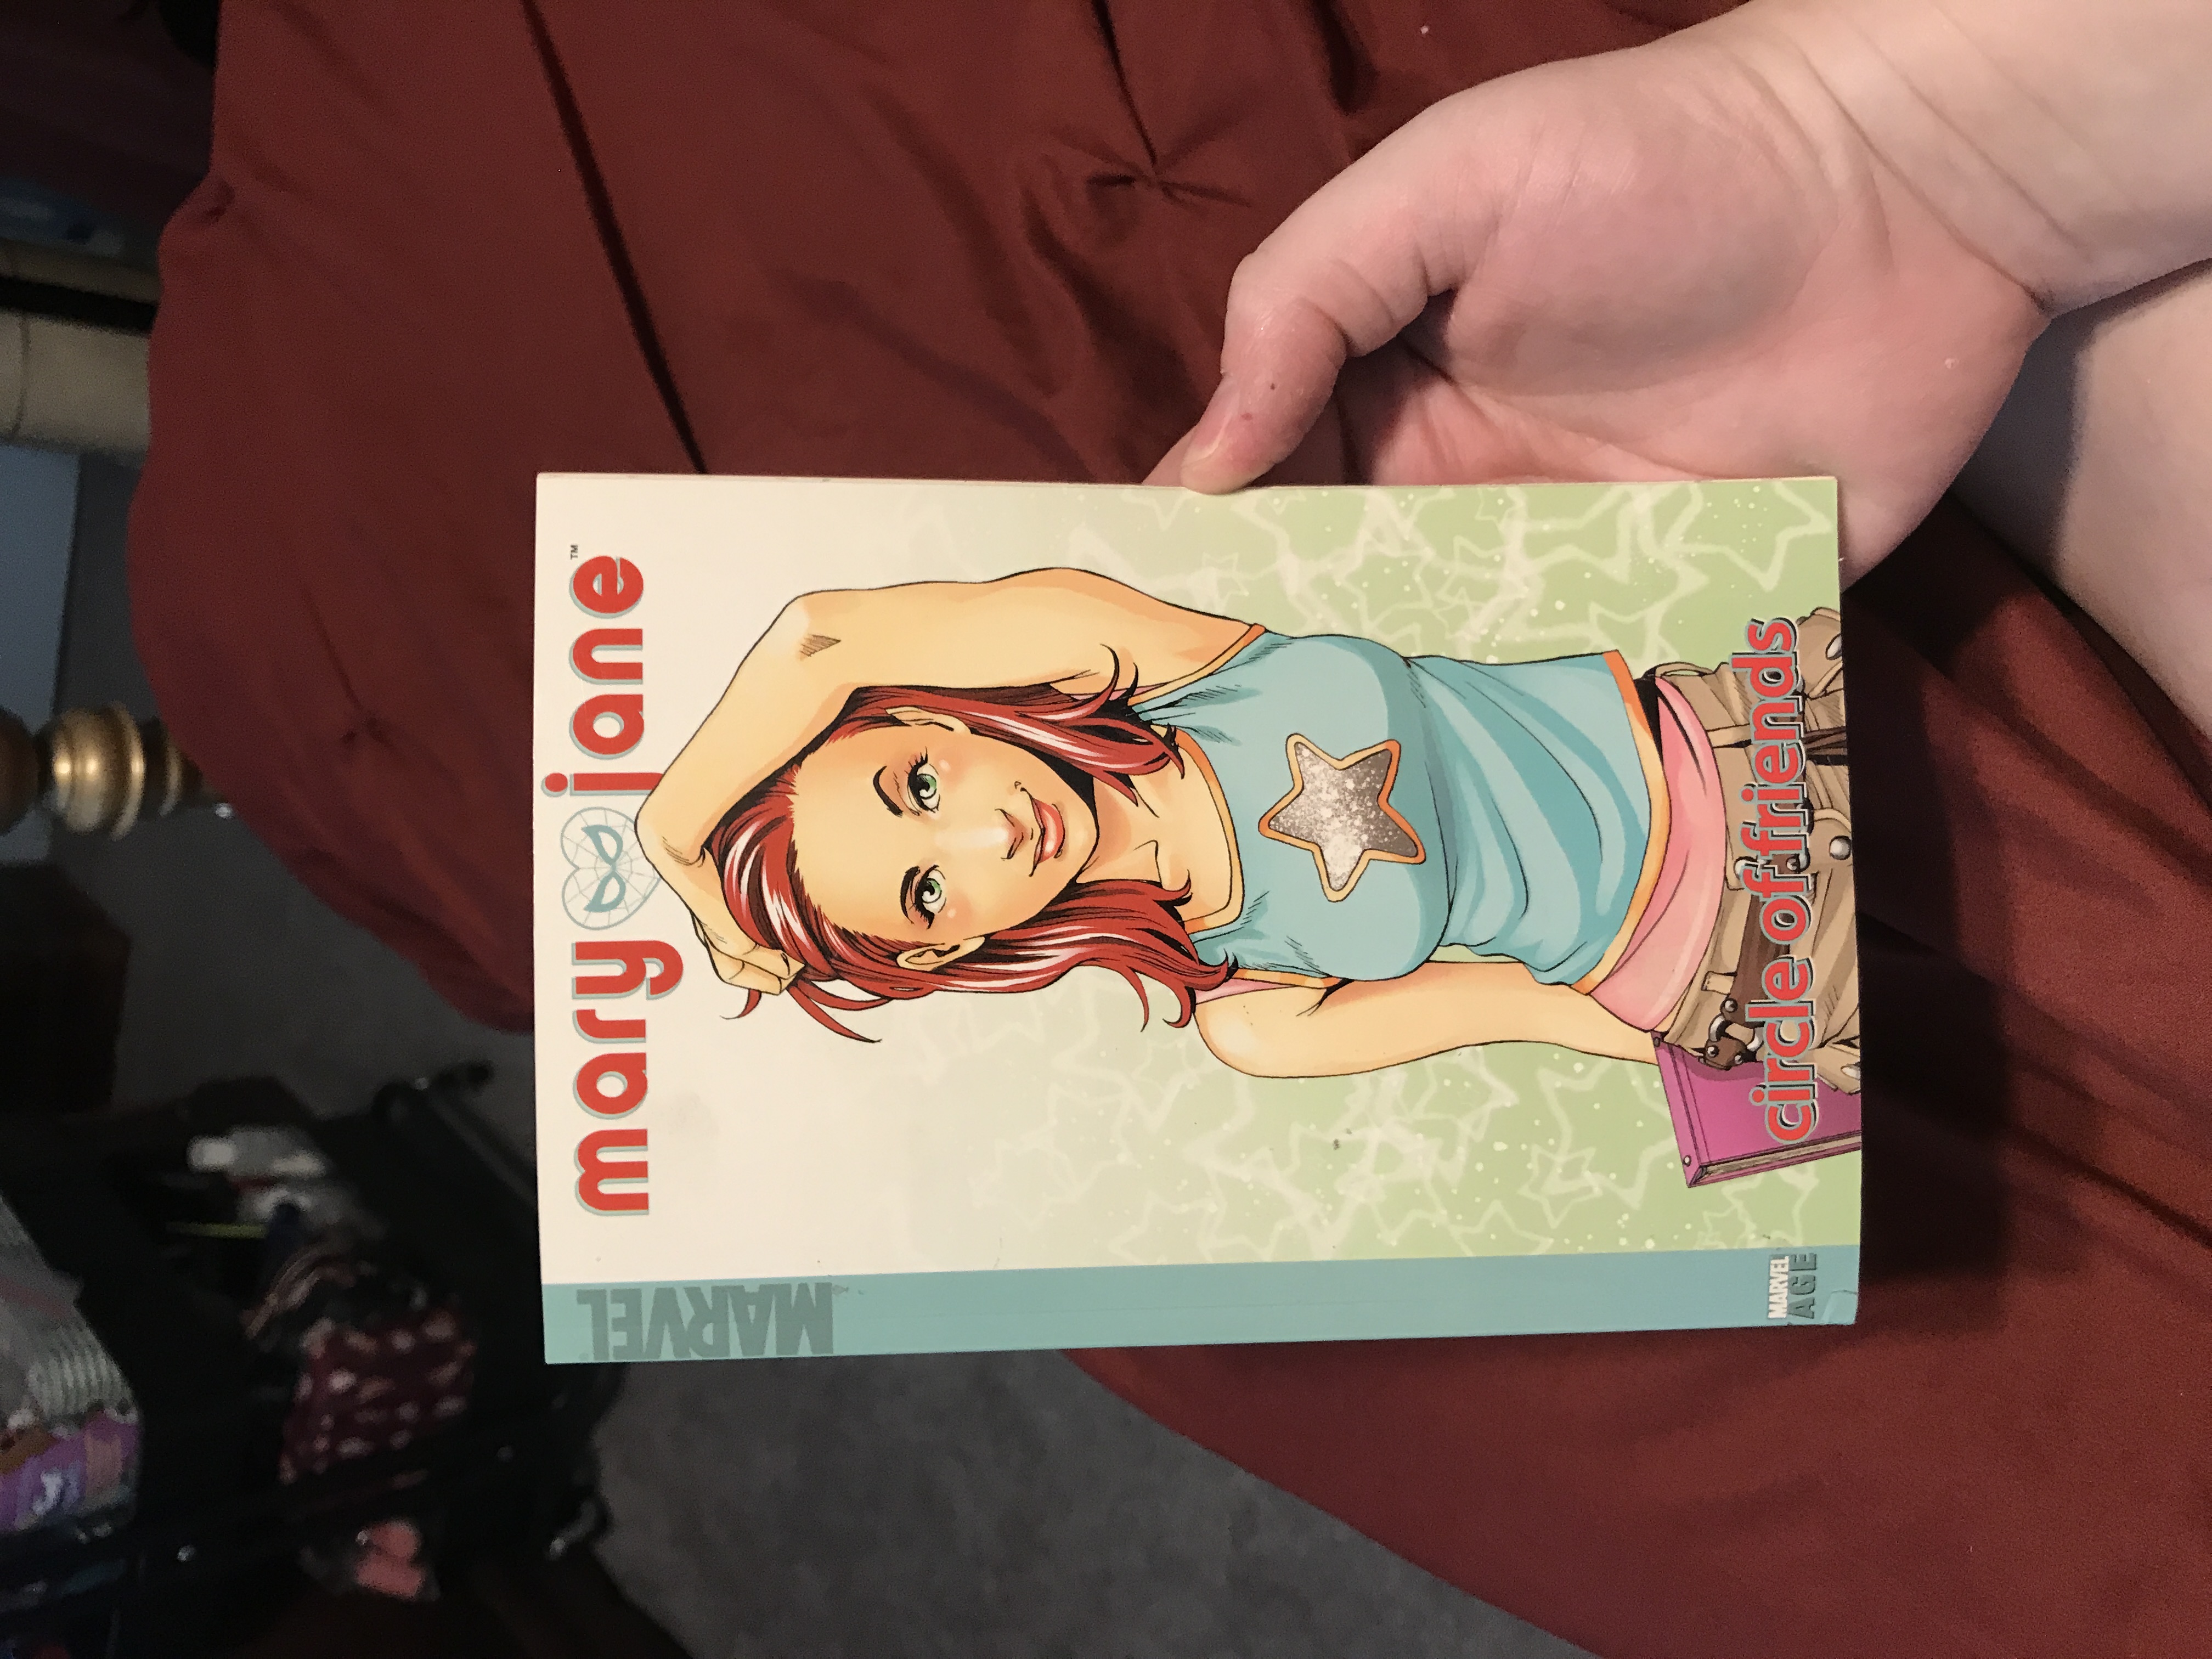 mary jane™
circle of friends
MARVEL
MARVEL
AGE